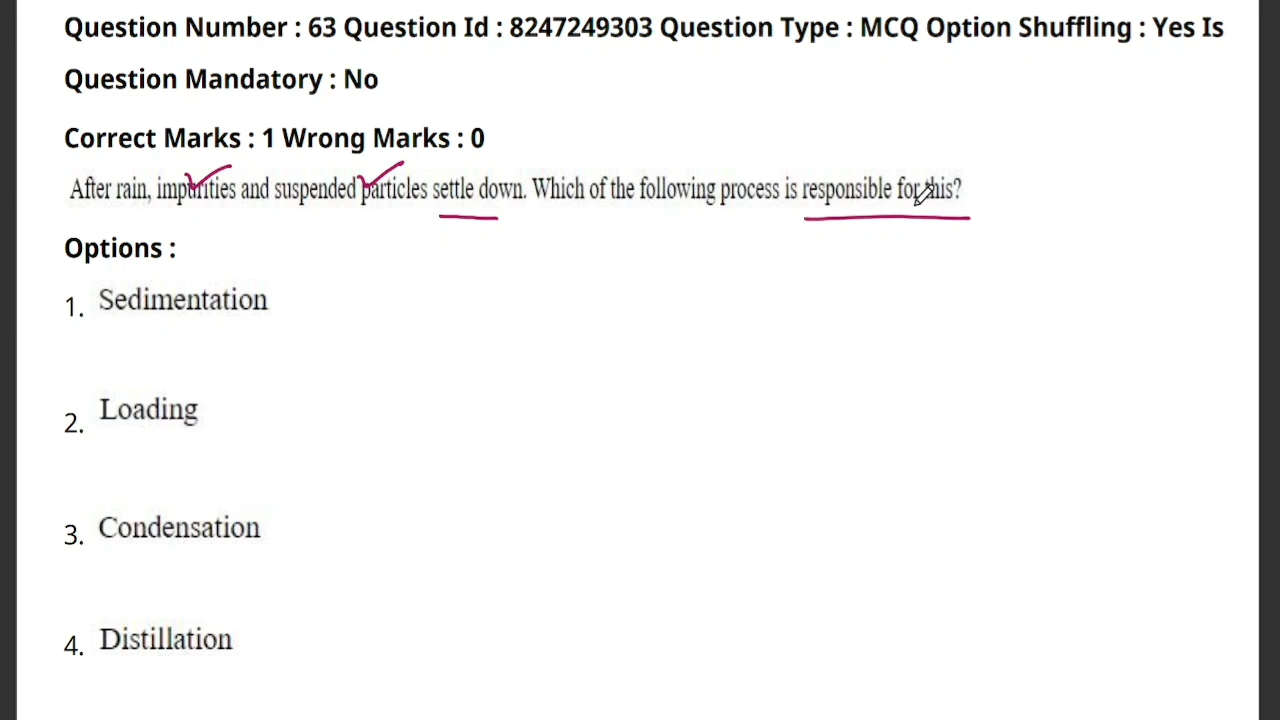 Question Number : 63 Question Id : 8247249303 Question Type : MCQ Option Shuffling : Yes Is
Question Mandatory : No
Correct Marks : 1 Wrong Marks : 0
After rain, impurities and suspended particles settle down. Which of the following process is responsible for this?
Options :
1. Sedimentation
2. Loading
3. Condensation
4. Distillation